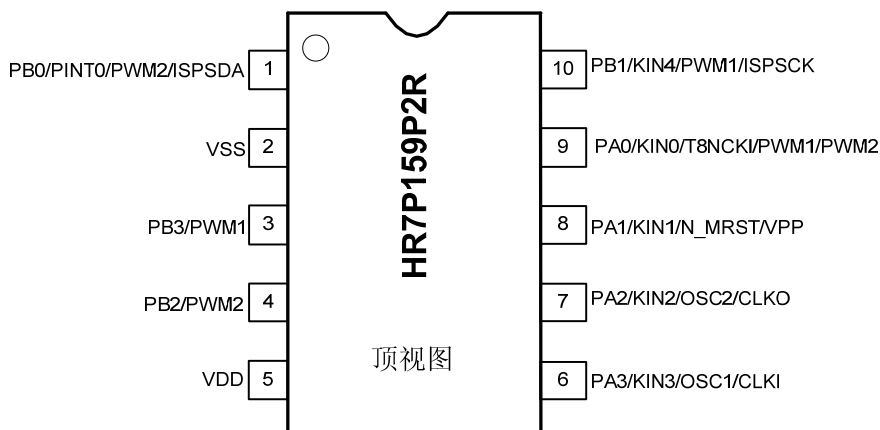 PB0/PINT0/PWM2/ISPSDA
1
VSS
2
PB3/PWM1
3
PB2/PWM2
4
VDD
5
HR7P159P2R
顶视图
10
PB1/KIN4/PWM1/ISPSCK
9
PA0/KIN0/T8NCKI/PWM1/PWM2
8
PA1/KIN1/N_MRST/VPP
7
PA2/KIN2/OSC2/CLKO
6
PA3/KIN3/OSC1/CLKI